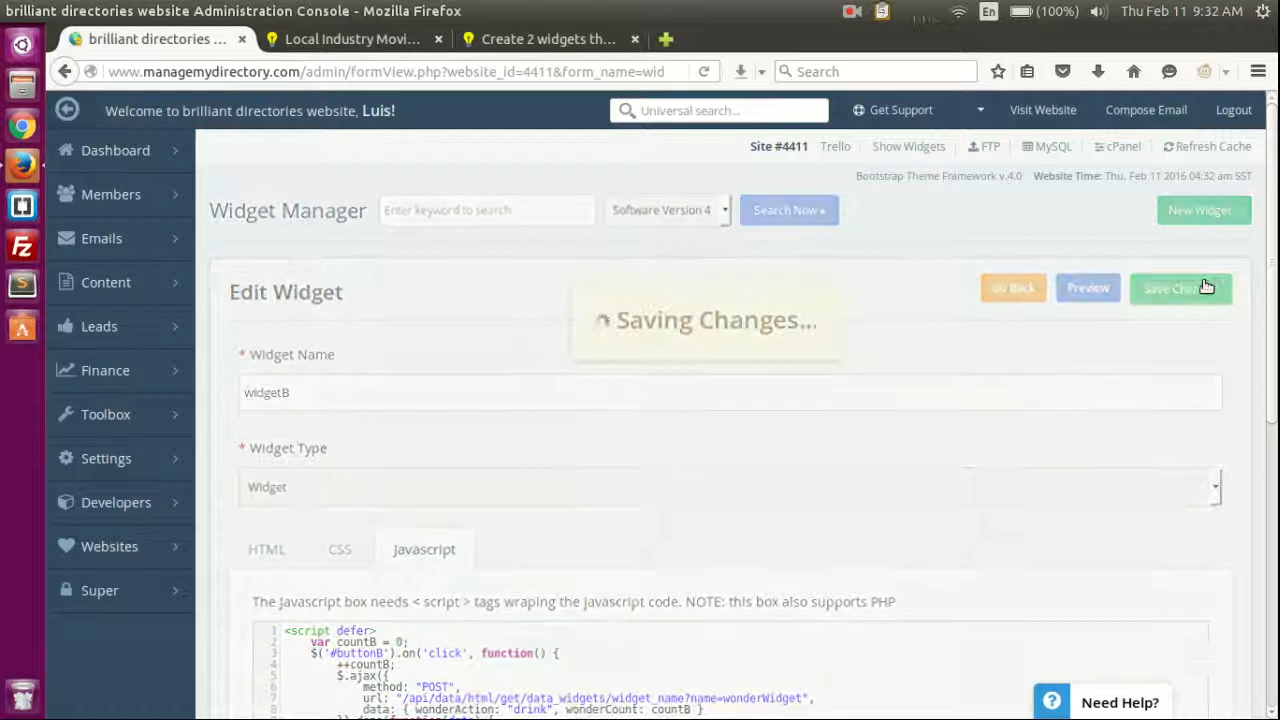 brilliant directories website Administration Console - Mozilla Firefox
En (100%) Thu Feb 11 9:32 AM
brilliant directories ... × Local Industry Movi... × Create 2 widgets th... ×
www.managemydirectory.com/admin/formView.php?website_id=4411&form_name=wid
Search
Welcome to brilliant directories website, Luis!
Universal search...
Get Support
Visit Website
Compose Email
Logout
Site #4411 Trello Show Widgets FTP MySQL cPanel Refresh Cache
Bootstrap Theme Framework v.4.0 Website Time: Thu, Feb 11 2016 04:32 am SST
Dashboard
Members
Emails
Content
Leads
Finance
Toolbox
Settings
Developers
Websites
Super
Widget Manager
Enter keyword to search
Software Version 4
Search Now »
New Widget
Edit Widget
Go Back
Preview
Save
Saving Changes...
* Widget Name
widgetB
* Widget Type
Widget
HTML CSS Javascript
The Javascript box needs < script > tags wraping the javascript code. NOTE: this box also supports PHP
1 <script defer>
2 var countB = 0;
3 $('#buttonB').on('click', function() {
4 ++countB;
5 $.ajax({
6 method: "POST",
7 url: "/api/data/html/get/data_widgets/widget_name?name=wonderWidget",
8 data: { wonderAction: "drink", wonderCount: countB }
Need Help?